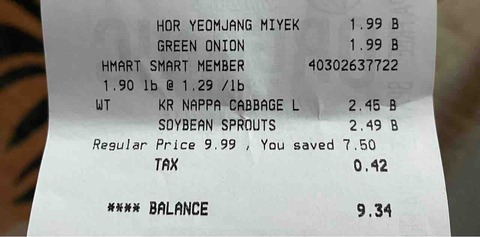 HOR YEOMJANG MIYEK 1.99 B
GREEN ONION 1.99 B
HMART SMART MEMBER 40302637722
1.90 lb @ 1.29 /lb
WT KR NAPPA CABBAGE L 2.45 B
SOYBEAN SPROUTS 2.49 B
Regular Price 9.99 , You saved 7.50
TAX 0.42
**** BALANCE 9.34